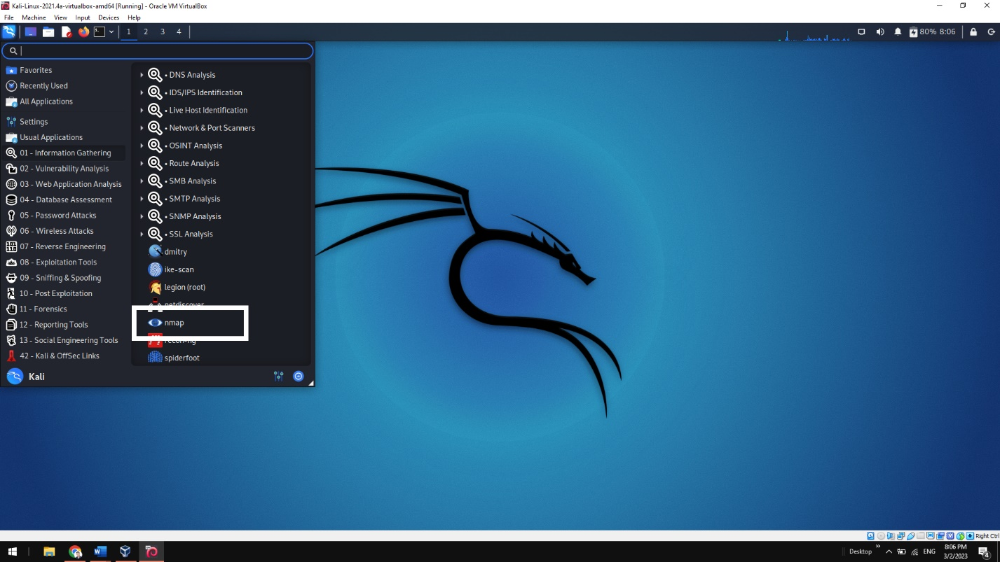 Kali-Linux-2021.4a-virtualbox-amd64 [Running] - Oracle VM VirtualBox
File Machine View Input Devices Help
1 2 3 4
80% 8:06
Favorites
Recently Used
All Applications
Settings
Usual Applications
01 - Information Gathering
02 - Vulnerability Analysis
03 - Web Application Analysis
04 - Database Assessment
05 - Password Attacks
06 - Wireless Attacks
07 - Reverse Engineering
08 - Exploitation Tools
09 - Sniffing & Spoofing
10 - Post Exploitation
11 - Forensics
12 - Reporting Tools
13 - Social Engineering Tools
42 - Kali & OffSec Links
• DNS Analysis
• IDS/IPS Identification
• Live Host Identification
• Network & Port Scanners
• OSINT Analysis
• Route Analysis
• SMB Analysis
• SMTP Analysis
• SNMP Analysis
• SSL Analysis
dmitry
ike-scan
legion (root)
netdiscover
nmap
recon-ng
spiderfoot
Kali
Right Ctrl
Desktop
ENG
8:06 PM
3/2/2023
4